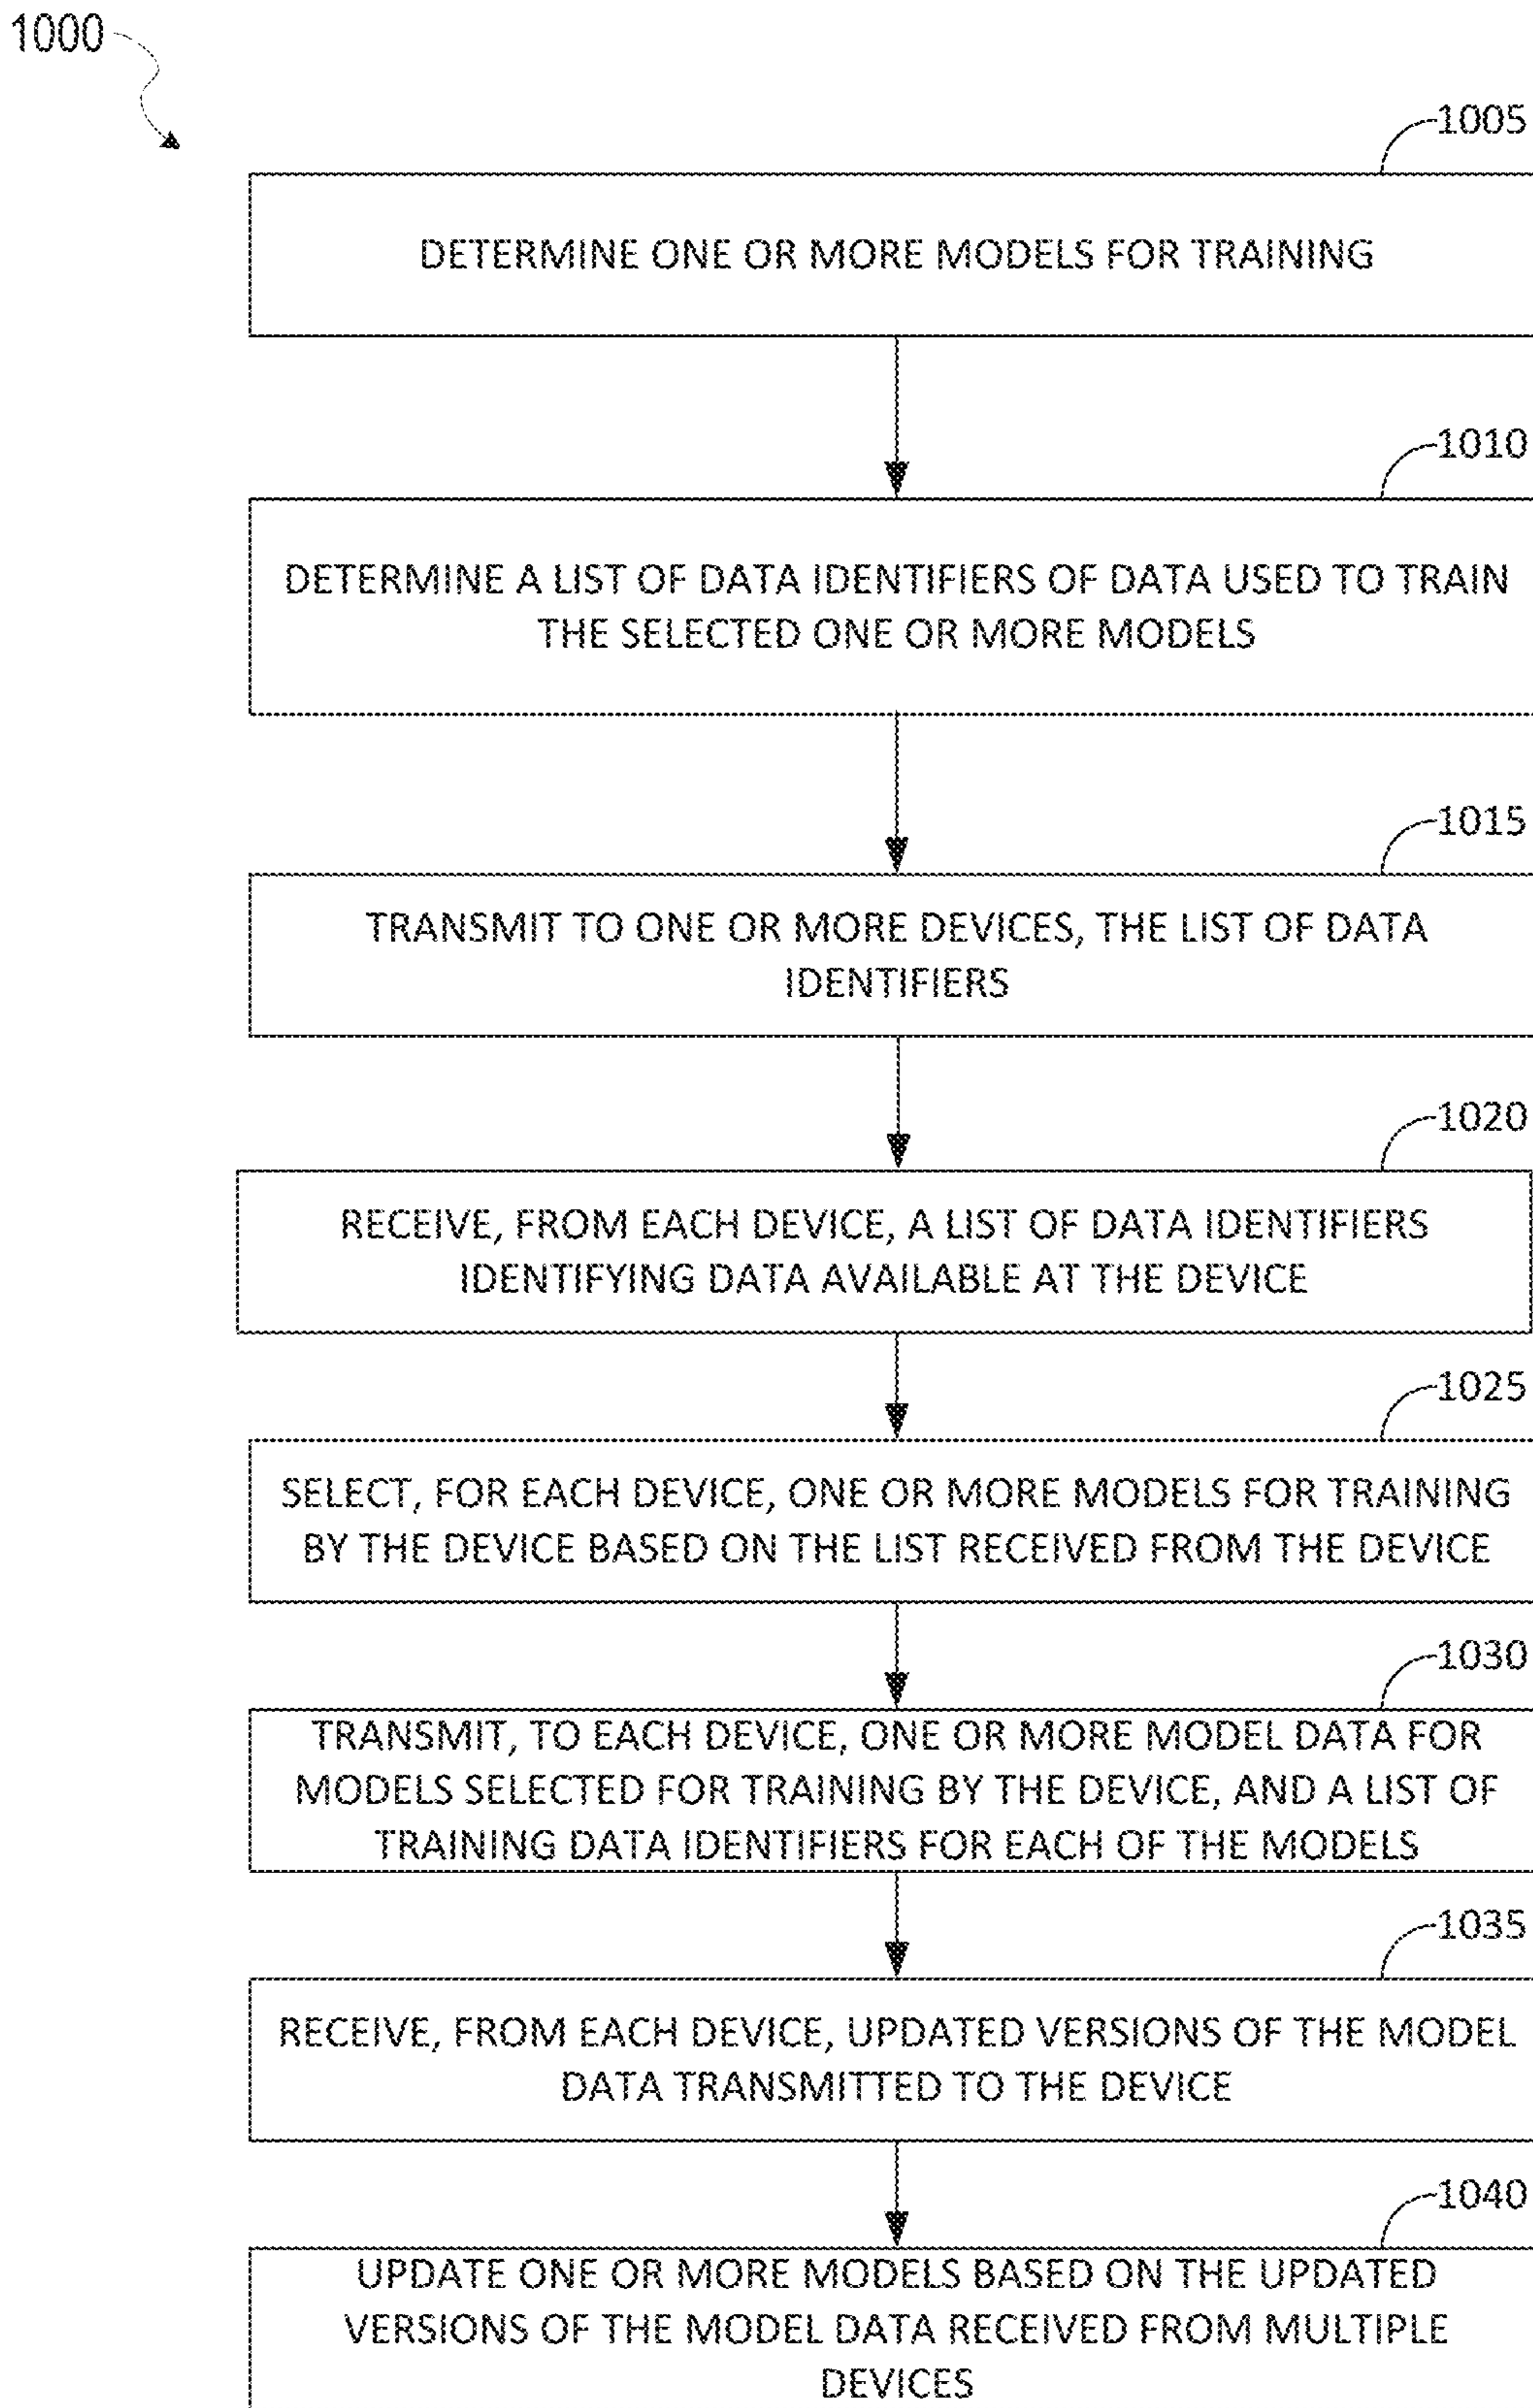 1000
1005
DETERMINE ONE OR MORE MODELS FOR TRAINING
1010
DETERMINE A LIST OF DATA IDENTIFIERS OF DATA USED TO TRAIN
THE SELECTED ONE OR MORE MODELS
1015
TRANSMIT TO ONE OR MORE DEVICES, THE LIST OF DATA
IDENTIFIERS
1020
RECEIVE, FROM EACH DEVICE, A LIST OF DATA IDENTIFIERS
IDENTIFYING DATA AVAILABLE AT THE DEVICE
1025
SELECT, FOR EACH DEVICE, ONE OR MORE MODELS FOR TRAINING
BY THE DEVICE BASED ON THE LIST RECEIVED FROM THE DEVICE
1030
TRANSMIT, TO EACH DEVICE, ONE OR MORE MODEL DATA FOR
MODELS SELECTED FOR TRAINING BY THE DEVICE, AND A LIST OF
TRAINING DATA IDENTIFIERS FOR EACH OF THE MODELS
1035
RECEIVE, FROM EACH DEVICE, UPDATED VERSIONS OF THE MODEL
DATA TRANSMITTED TO THE DEVICE
1040
UPDATE ONE OR MORE MODELS BASED ON THE UPDATED
VERSIONS OF THE MODEL DATA RECEIVED FROM MULTIPLE
DEVICES